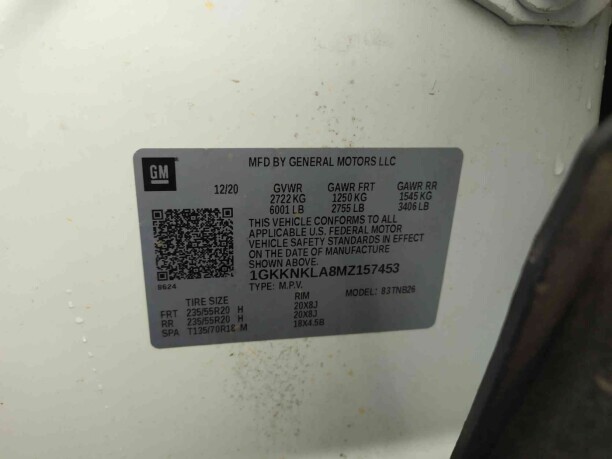 GM
MFD BY GENERAL MOTORS LLC
12/20 GVWR GAWR FRT GAWR RR
2722 KG 1250 KG 1545 KG
6001 LB 2755 LB 3406 LB
THIS VEHICLE CONFORMS TO ALL
APPLICABLE U.S. FEDERAL MOTOR
VEHICLE SAFETY STANDARDS IN EFFECT
ON THE DATE OF MANUFACTURE
SHOWN ABOVE.
0624
1GKKNKLA8MZ157453
TYPE: M.P.V. MODEL: 83TNB26
TIRE SIZE RIM
FRT 235/55R20 H 20X8J
RR 235/55R20 H 20X8J
SPA T135/70R18 M 18X4.5B